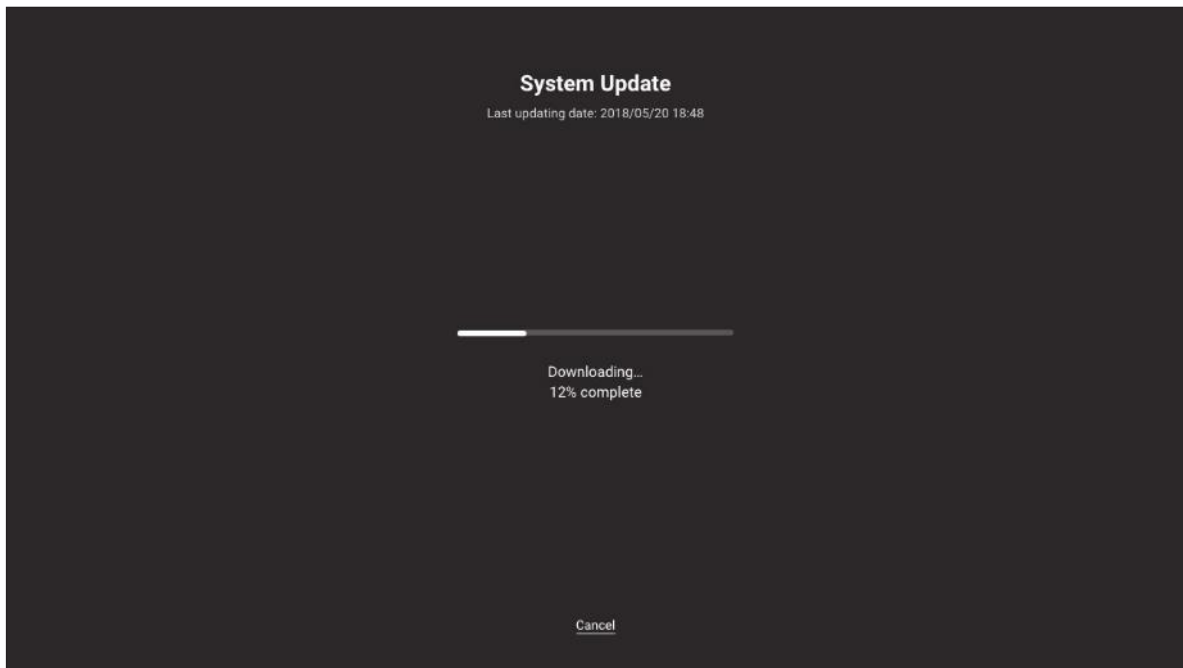 System Update
Last updating date: 2018/05/20 18:48
Downloading...
12% complete
Cancel